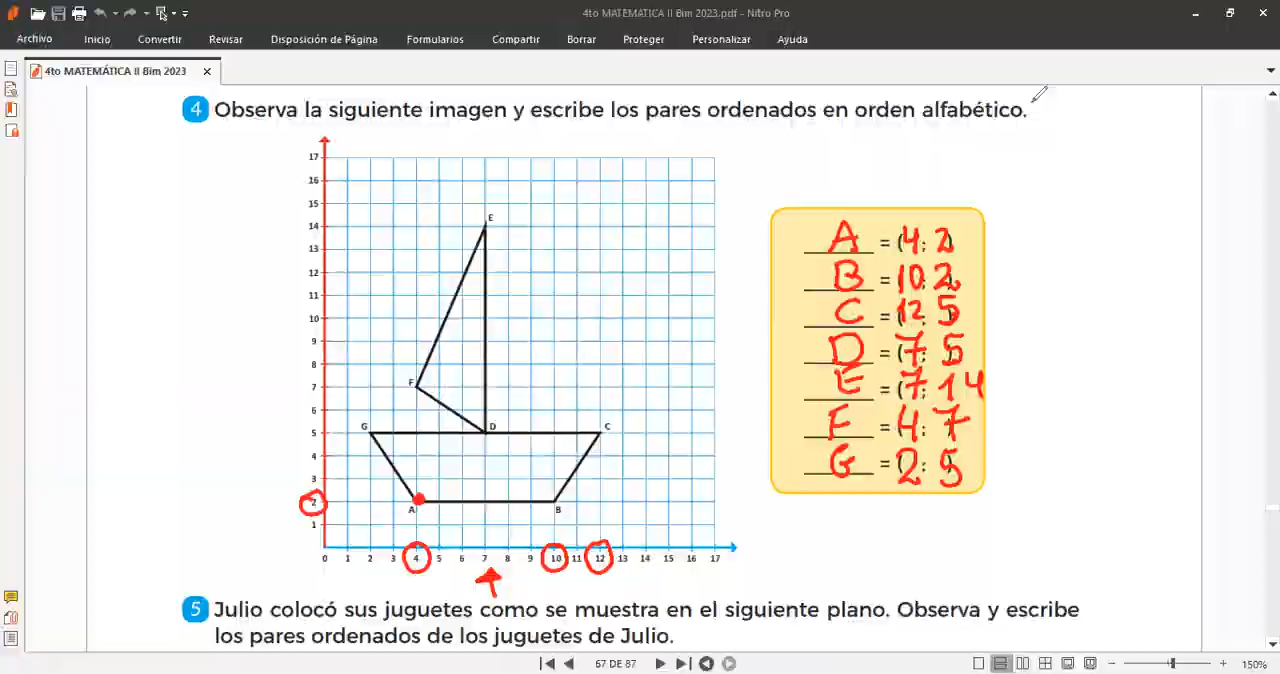 4to MATEMATICA II Bim 2023.pdf - Nitro Pro
Archivo Inicio Convertir Revisar Disposición de Página Formularios Compartir Borrar Proteger Personalizar Ayuda
4to MATEMÁTICA II Bim 2023 ×
4 Observa la siguiente imagen y escribe los pares ordenados en orden alfabético.
17
16
15
E
14
13
12
11
10
9
8
F
7
6
G D C
5
4
3
2
A B
1
0 1 2 3 4 5 6 7 8 9 10 11 12 13 14 15 16 17
A = (4; 2)
B = (10; 2)
C = (12; 5)
D = (7; 5)
E = (7; 14
F = (4; 7)
G = (2; 5)
5 Julio colocó sus juguetes como se muestra en el siguiente plano. Observa y escribe
los pares ordenados de los juguetes de Julio.
67 DE 87 150%